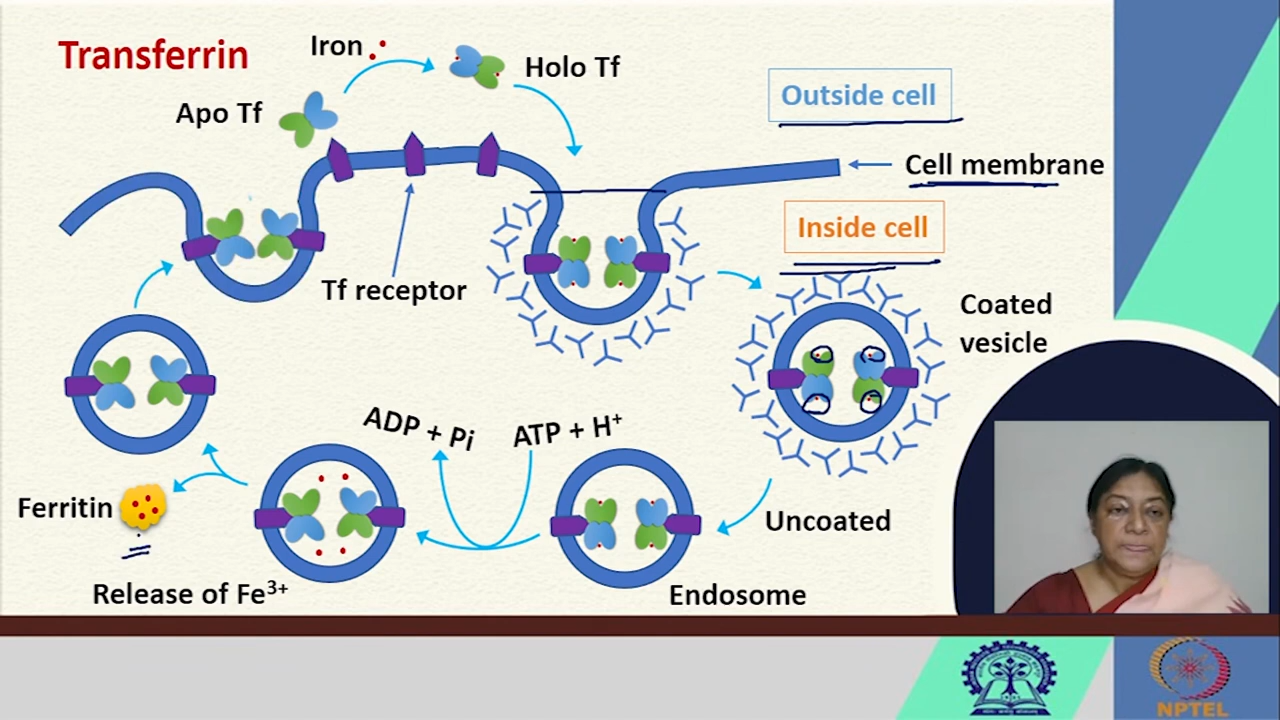 Transferrin
Iron
Holo Tf
Apo Tf
Outside cell
Cell membrane
Inside cell
Tf receptor
Coated
vesicle
ADP + Pi
ATP + H⁺
Ferritin
Uncoated
Release of Fe³⁺
Endosome
NPTEL